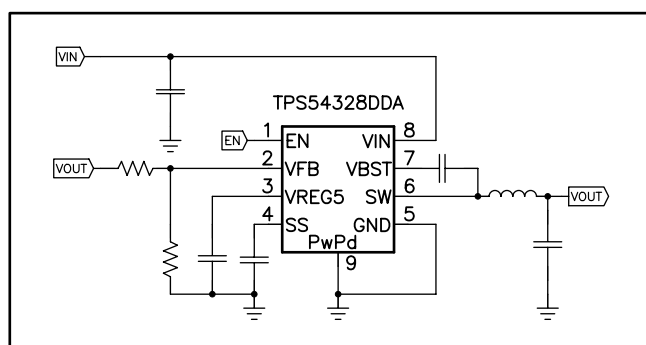 VIN
TPS54328DDA
EN 1 EN VIN 8
VOUT 2 VFB VBST 7
3 VREG5 SW 6 VOUT
4 SS GND 5
PwPd
9